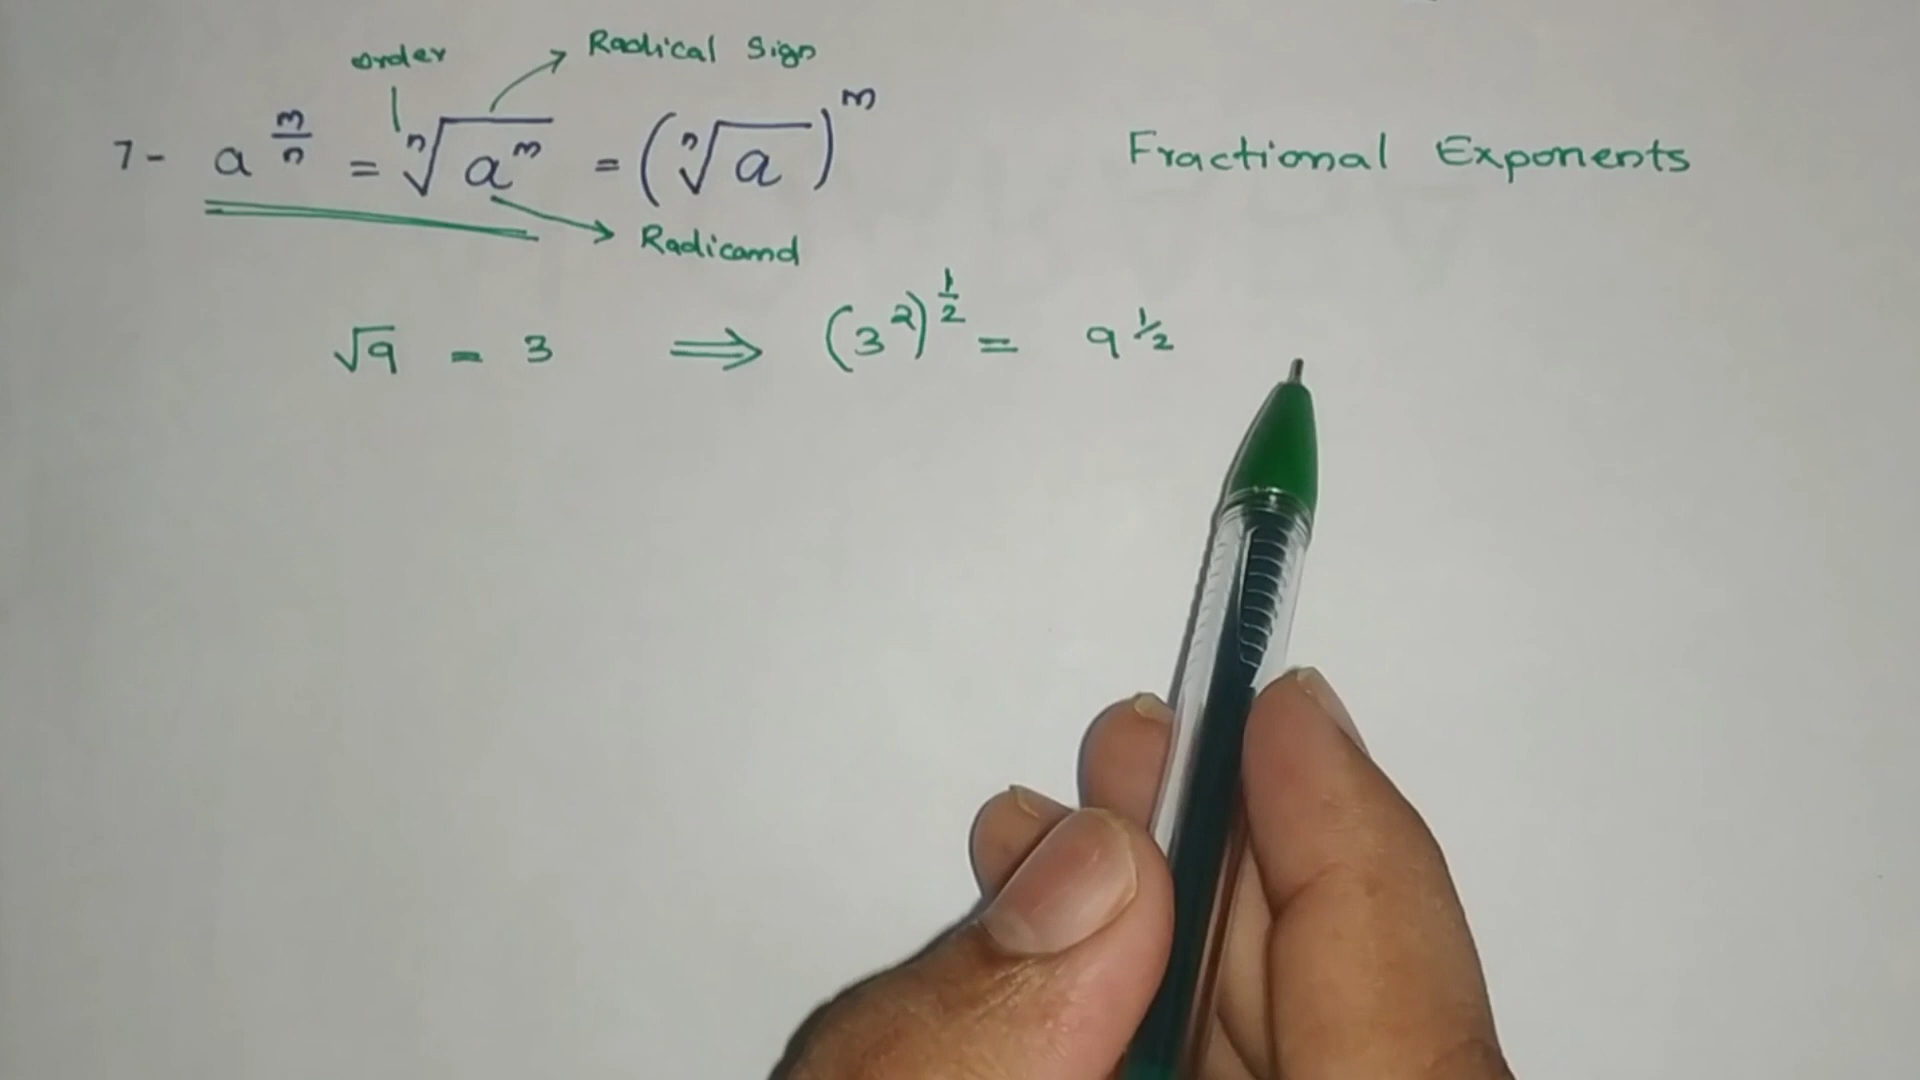 order Radical Sign
7- a^(m/n) = ⁿ√(a^m) = (ⁿ√a)^m Fractional Exponents
Radicand
√9 = 3 ⟹ (3²)^(1/2) = 9^(1/2)